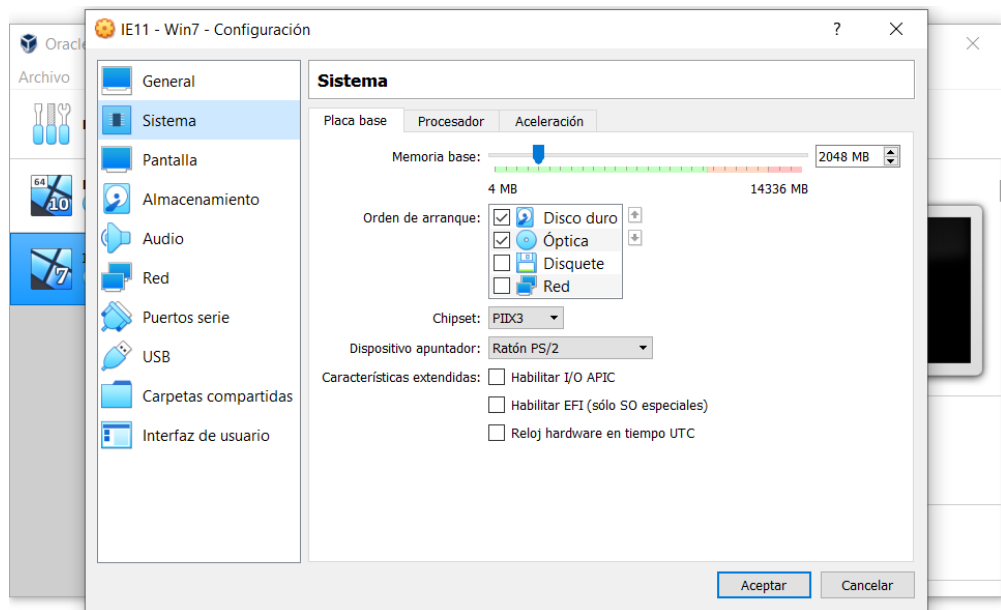 IE11 - Win7 - Configuración
?
Oracle
Archivo
64
10
7
General
Sistema
Pantalla
Almacenamiento
Audio
Red
Puertos serie
USB
Carpetas compartidas
Interfaz de usuario
Sistema
Placa base Procesador Aceleración
Memoria base: 2048 MB
4 MB 14336 MB
Orden de arranque: Disco duro
Óptica
Disquete
Red
Chipset: PIIX3
Dispositivo apuntador: Ratón PS/2
Características extendidas: Habilitar I/O APIC
Habilitar EFI (sólo SO especiales)
Reloj hardware en tiempo UTC
Aceptar Cancelar